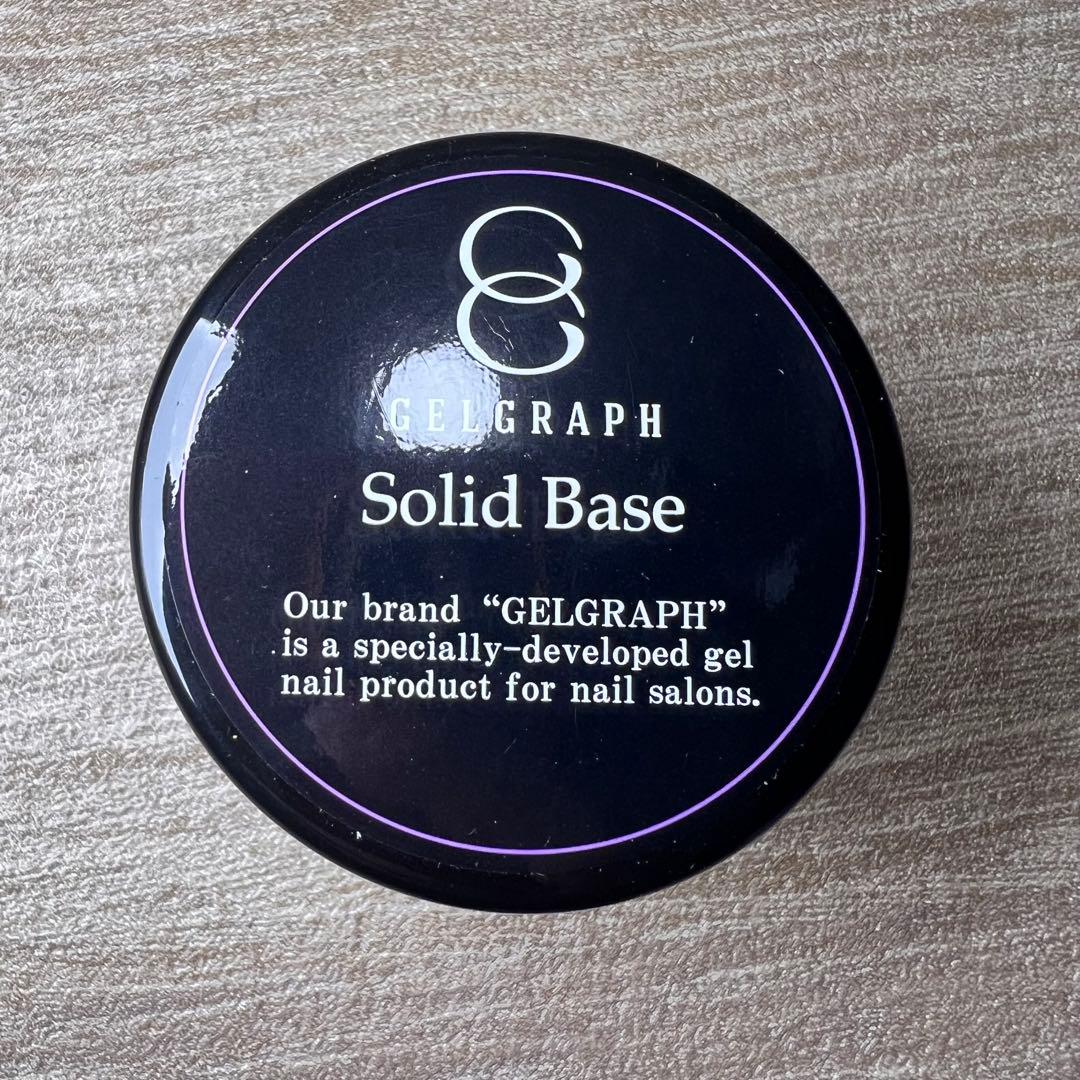 GELGRAPH
Solid Base
Our brand “GELGRAPH”
is a specially-developed gel
nail product for nail salons.